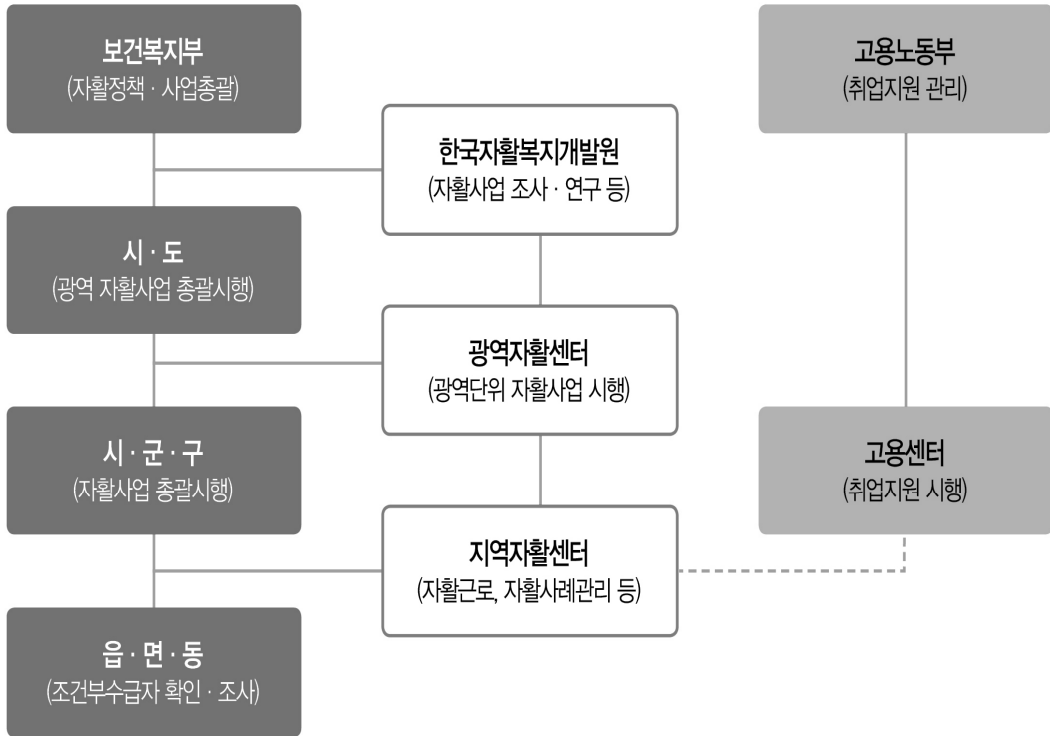 보건복지부
(자활정책 · 사업총괄)
고용노동부
(취업지원 관리)
한국자활복지개발원
(자활사업 조사 · 연구 등)
시 · 도
(광역 자활사업 총괄시행)
광역자활센터
(광역단위 자활사업 시행)
시 · 군 · 구
(자활사업 총괄시행)
고용센터
(취업지원 시행)
지역자활센터
(자활근로, 자활사례관리 등)
읍 · 면 · 동
(조건부수급자 확인 · 조사)